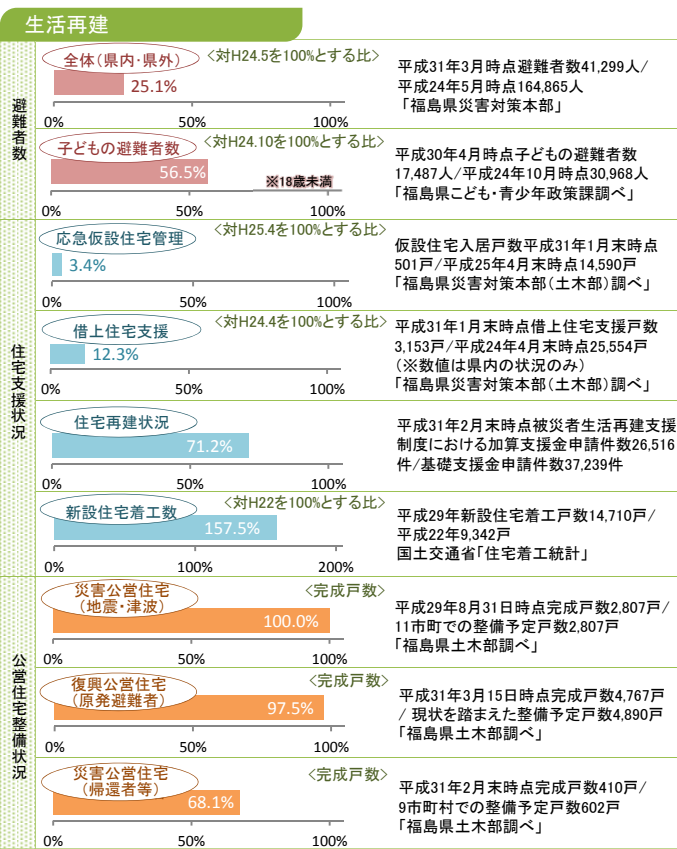 生活再建
避難者数
全体(県内・県外)
<対H24.5を100%とする比>
25.1%
0% 50% 100%
平成31年3月時点避難者数41,299人/
平成24年5月時点164,865人
「福島県災害対策本部」
子どもの避難者数
<対H24.10を100%とする比>
56.5%
※18歳未満
0% 50% 100%
平成30年4月時点子どもの避難者数
17,487人/平成24年10月時点30,968人
「福島県こども・青少年政策課調べ」
住宅支援状況
応急仮設住宅管理
<対H25.4を100%とする比>
3.4%
0% 50% 100%
仮設住宅入居戸数平成31年1月末時点
501戸/平成25年4月末時点14,590戸
「福島県災害対策本部(土木部)調べ」
借上住宅支援
<対H24.4を100%とする比>
12.3%
0% 50% 100%
平成31年1月末時点借上住宅支援戸数
3,153戸/平成24年4月末時点25,554戸
(※数値は県内の状況のみ)
「福島県災害対策本部(土木部)調べ」
住宅再建状況
71.2%
0% 50% 100%
平成31年2月末時点被災者生活再建支援
制度における加算支援金申請件数26,516
件/基礎支援金申請件数37,239件
新設住宅着工数
<対H22を100%とする比>
157.5%
0% 100% 200%
平成29年新設住宅着工戸数14,710戸/
平成22年9,342戸
国土交通省「住宅着工統計」
公営住宅整備状況
災害公営住宅
(地震・津波)
<完成戸数>
100.0%
0% 50% 100%
平成29年8月31日時点完成戸数2,807戸/
11市町での整備予定戸数2,807戸
「福島県土木部調べ」
復興公営住宅
(原発避難者)
<完成戸数>
97.5%
0% 50% 100%
平成31年3月15日時点完成戸数4,767戸
/ 現状を踏まえた整備予定戸数4,890戸
「福島県土木部調べ」
災害公営住宅
(帰還者等)
<完成戸数>
68.1%
0% 50% 100%
平成31年2月末時点完成戸数410戸/
9市町村での整備予定戸数602戸
「福島県土木部調べ」